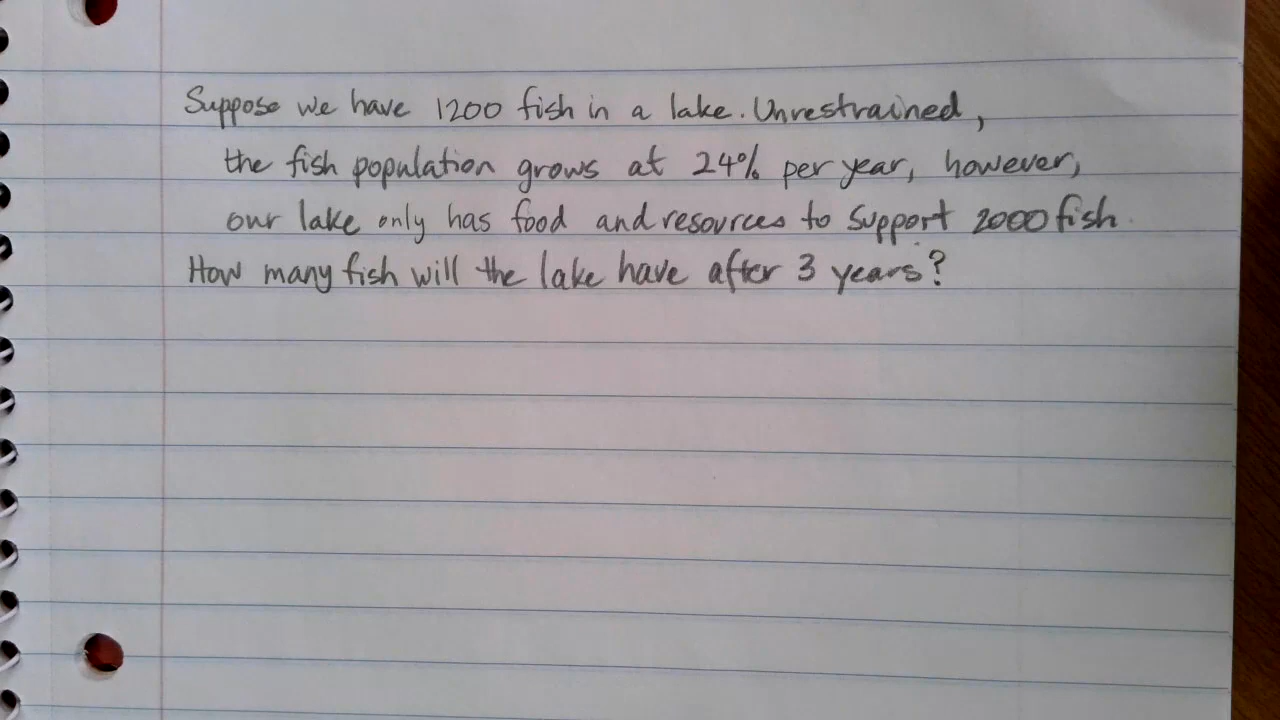 Suppose we have 1200 fish in a lake. Unrestrained,
the fish population grows at 24% per year, however,
our lake only has food and resources to support 2000 fish.
How many fish will the lake have after 3 years?